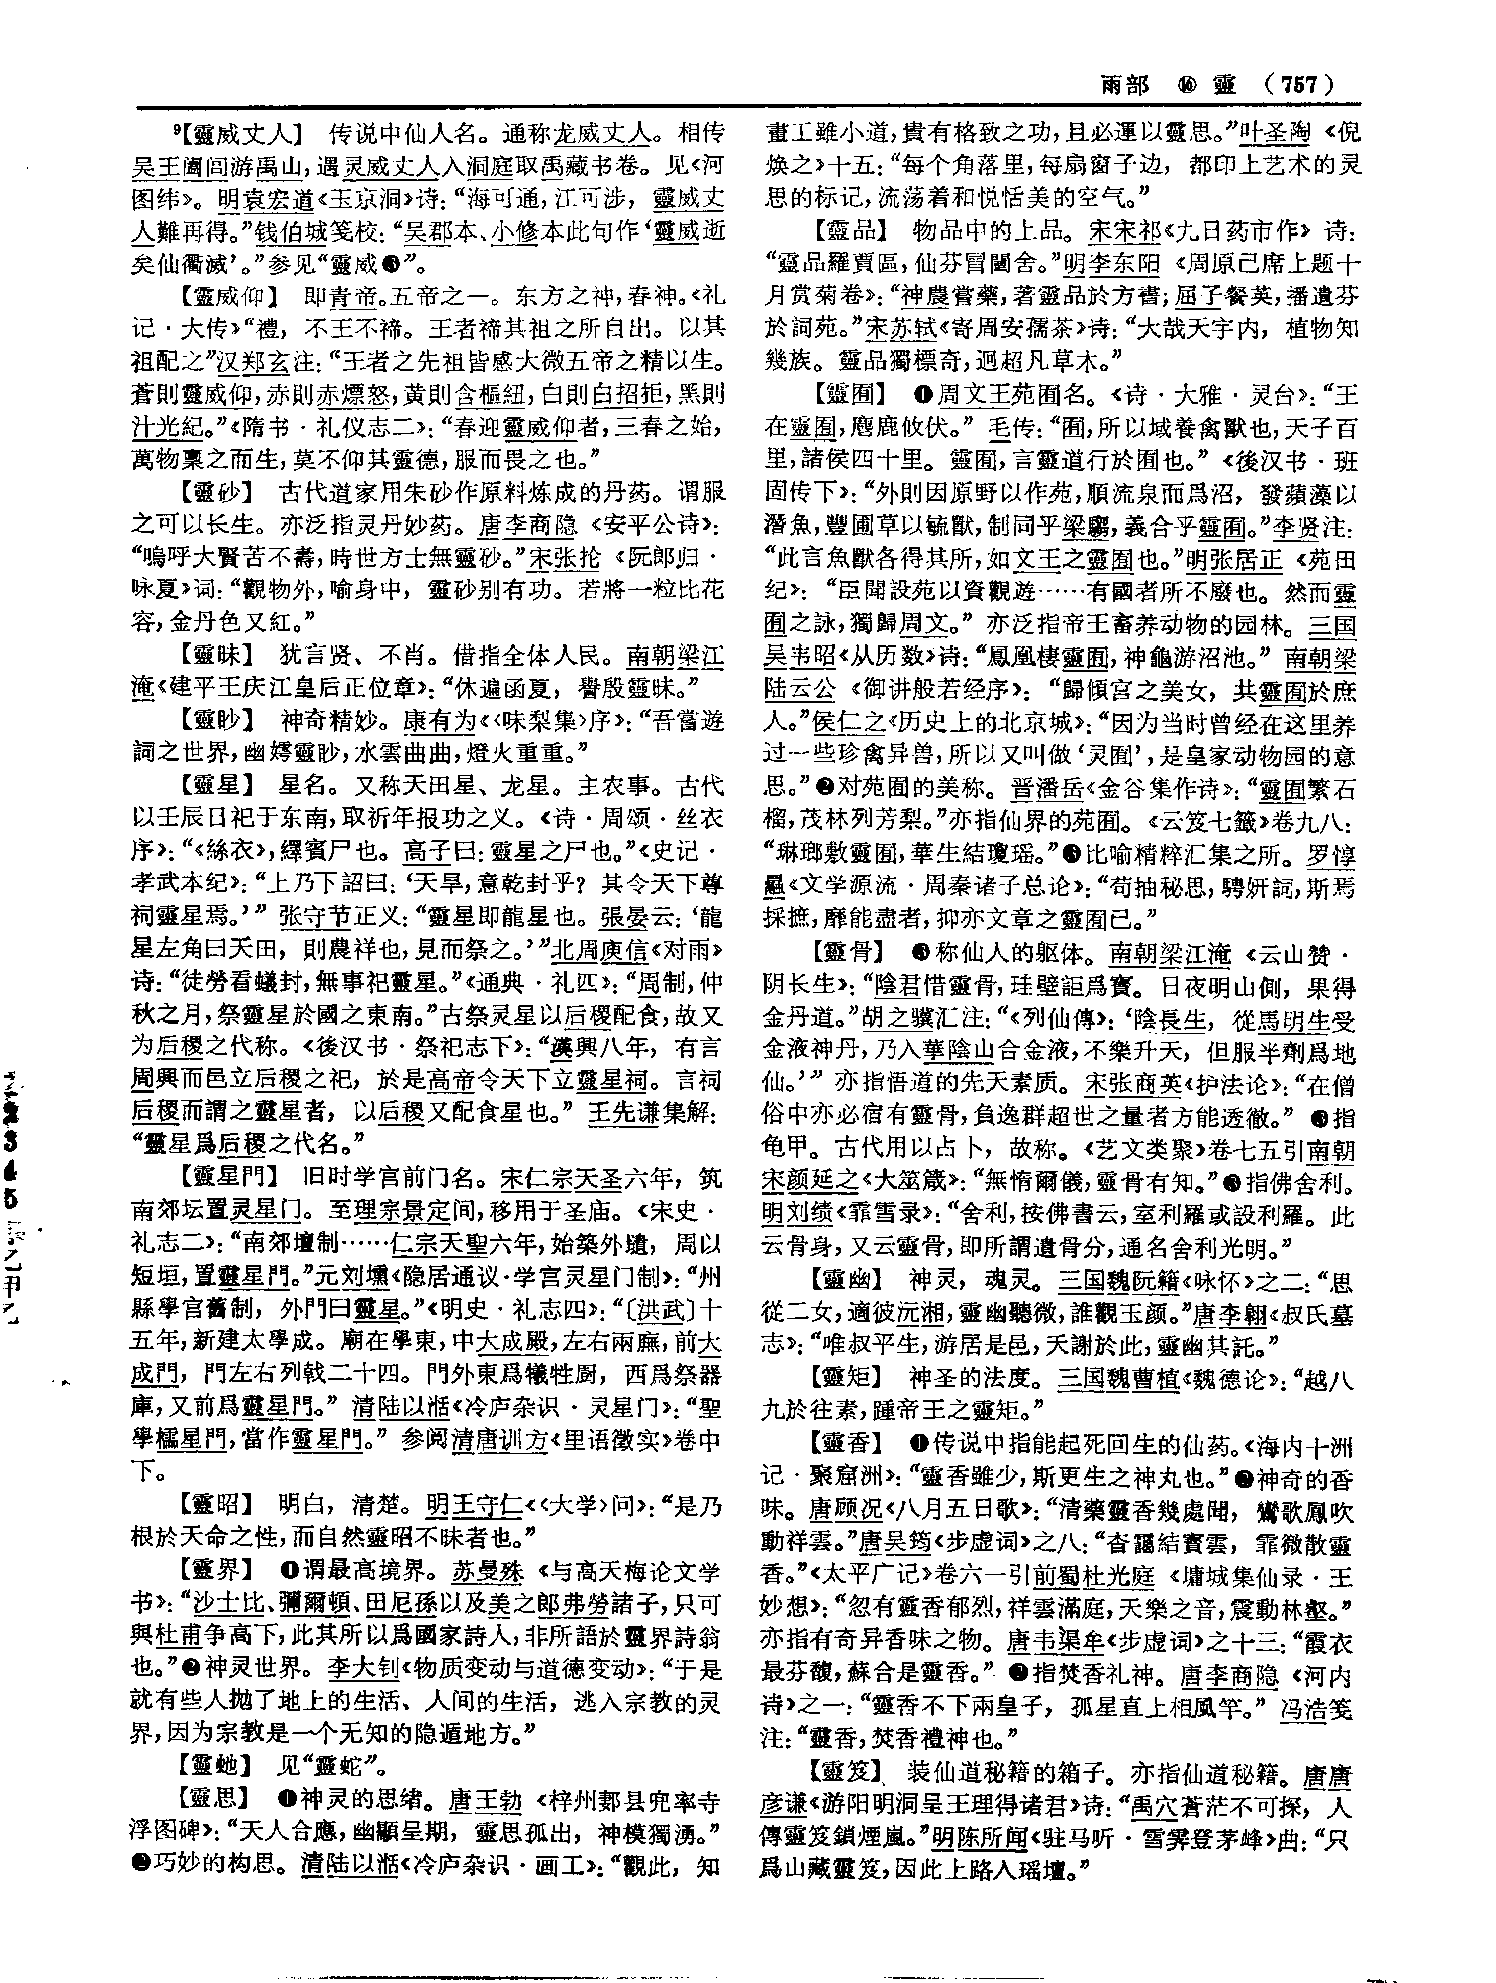 雨部 ⑯ 靈 (757)
⁹【靈威丈人】 传说中仙人名。通称龙威丈人。相传
吴王阖闾游禹山，遇灵威丈人入洞庭取禹藏书卷。见《河
图纬》。明袁宏道《玉京洞》诗：“海可通，江可涉，靈威丈
人難再得。”钱伯城笺校：“吴郡本、小修本此句作‘靈威逝
矣仙衢滅’。”参见“靈威❸”。
【靈威仰】 即青帝。五帝之一。东方之神，春神。《礼
记·大传》“禮，不王不禘。王者禘其祖之所自出。以其
祖配之”汉郑玄注：“王者之先祖皆感大微五帝之精以生。
蒼則靈威仰，赤則赤熛怒，黃則含樞紐，白則白招拒，黑則
汁光紀。”《隋书·礼仪志二》：“春迎靈威仰者，三春之始，
萬物稟之而生，莫不仰其靈德，服而畏之也。”
【靈砂】 古代道家用朱砂作原料炼成的丹药。谓服
之可以长生。亦泛指灵丹妙药。唐李商隐《安平公诗》：
“嗚呼大賢苦不壽，時世方士無靈砂。”宋张抡《阮郎归·
咏夏》词：“觀物外，喻身中，靈砂别有功。若將一粒比花
容，金丹色又紅。”
【靈昧】 犹言贤、不肖。借指全体人民。南朝梁江
淹《建平王庆江皇后正位章》：“休遍函夏，譽殷靈昧。”
【靈眇】 神奇精妙。康有为《〈味梨集〉序》：“吾嘗遊
詞之世界，幽嫮靈眇，水雲曲曲，燈火重重。”
【靈星】 星名。又称天田星、龙星。主农事。古代
以壬辰日祀于东南，取祈年报功之义。《诗·周颂·丝衣
序》：“《絲衣》，繹賓尸也。高子曰：靈星之尸也。”《史记·
孝武本纪》：“上乃下詔曰：‘天旱，意乾封乎？其令天下尊
祠靈星焉。’” 张守节正义：“靈星即龍星也。張晏云：‘龍
星左角曰天田，則農祥也，見而祭之。’”北周庾信《对雨》
诗：“徒勞看蟻封，無事祀靈星。”《通典·礼四》：“周制，仲
秋之月，祭靈星於國之東南。”古祭灵星以后稷配食，故又
为后稷之代称。《後汉书·祭祀志下》：“漢興八年，有言
周興而邑立后稷之祀，於是高帝令天下立靈星祠。言祠
后稷而謂之靈星者，以后稷又配食星也。” 王先谦集解：
“靈星爲后稷之代名。”
【靈星門】 旧时学宫前门名。宋仁宗天圣六年，筑
南郊坛置灵星门。至理宗景定间，移用于圣庙。《宋史·
礼志二》：“南郊壇制……仁宗天聖六年，始築外壝，周以
短垣，置靈星門。”元刘壎《隐居通议·学宫灵星门制》：“州
縣學宫舊制，外門曰靈星。”《明史·礼志四》：“〔洪武〕十
五年，新建太學成。廟在學東，中大成殿，左右兩廡，前大
成門，門左右列戟二十四。門外東爲犧牲厨，西爲祭器
庫，又前爲靈星門。” 清陆以湉《冷庐杂识·灵星门》：“聖
學櫺星門，當作靈星門。” 参阅清唐训方《里语徵实》卷中
下。
【靈昭】 明白，清楚。明王守仁《〈大学〉问》：“是乃
根於天命之性，而自然靈昭不昧者也。”
【靈界】 ❶谓最高境界。苏曼殊《与高天梅论文学
书》：“沙士比、彌爾頓、田尼孫以及美之郎弗勞諸子，只可
與杜甫争高下，此其所以爲國家詩人，非所語於靈界詩翁
也。”❷神灵世界。李大钊《物质变动与道德变动》：“于是
就有些人抛了地上的生活、人间的生活，逃入宗教的灵
界，因为宗教是一个无知的隐遁地方。”
【靈虵】 见“靈蛇”。
【靈思】 ❶神灵的思绪。唐王勃《梓州郪县兜率寺
浮图碑》：“天人合應，幽顯呈期，靈思孤出，神模獨湧。”
❷巧妙的构思。清陆以湉《冷庐杂识·画工》：“觀此，知
畫工雖小道，貴有格致之功，且必運以靈思。”叶圣陶《倪
焕之》十五：“每个角落里，每扇窗子边，都印上艺术的灵
思的标记，流荡着和悦恬美的空气。”
【靈品】 物品中的上品。宋宋祁《九日药市作》诗：
“靈品羅賈區，仙芬冒闤舍。”明李东阳《周原己席上题十
月赏菊卷》：“神農嘗藥，著靈品於方書；屈子餐英，播遺芬
於詞苑。”宋苏轼《寄周安孺茶》诗：“大哉天宇内，植物知
幾族。靈品獨標奇，迥超凡草木。”
【靈囿】 ❶周文王苑囿名。《诗·大雅·灵台》：“王
在靈囿，麀鹿攸伏。” 毛传：“囿，所以域養禽獸也，天子百
里，諸侯四十里。靈囿，言靈道行於囿也。”《後汉书·班
固传下》：“外則因原野以作苑，順流泉而爲沼，發蘋藻以
潛魚，豐圃草以毓獸，制同乎梁騶，義合乎靈囿。”李贤注：
“此言魚獸各得其所，如文王之靈囿也。”明张居正《苑田
纪》：“臣聞設苑以資觀遊……有國者所不廢也。然而靈
囿之詠，獨歸周文。” 亦泛指帝王畜养动物的园林。三国
吴韦昭《从历数》诗：“鳳凰棲靈囿，神龜游沼池。” 南朝梁
陆云公《御讲般若经序》：“歸傾宫之美女，共靈囿於庶
人。”侯仁之《历史上的北京城》：“因为当时曾经在这里养
过一些珍禽异兽，所以又叫做‘灵囿’，是皇家动物园的意
思。”❷对苑囿的美称。晋潘岳《金谷集作诗》：“靈囿繁石
榴，茂林列芳梨。”亦指仙界的苑囿。《云笈七籤》卷九八：
“琳瑯敷靈囿，華生結瓊瑶。”❸比喻精粹汇集之所。罗惇
曧《文学源流·周秦诸子总论》：“苟抽秘思，騁妍詞，斯焉
採摭，靡能盡者，抑亦文章之靈囿已。”
【靈骨】 ❶称仙人的躯体。南朝梁江淹《云山赞·
阴长生》：“陰君惜靈骨，珪璧詎爲寶。日夜明山側，果得
金丹道。”胡之骥汇注：“《列仙傳》：‘陰長生，從馬明生受
金液神丹，乃入華陰山合金液，不樂升天，但服半劑爲地
仙。’” 亦指悟道的先天素质。宋张商英《护法论》：“在僧
俗中亦必宿有靈骨，負逸群超世之量者方能透徹。” ❷指
龟甲。古代用以占卜，故称。《艺文类聚》卷七五引南朝
宋颜延之《大筮箴》：“無惰爾儀，靈骨有知。”❸指佛舍利。
明刘绩《霏雪录》：“舍利，按佛書云，室利羅或設利羅。此
云骨身，又云靈骨，即所謂遺骨分，通名舍利光明。”
【靈幽】 神灵，魂灵。三国魏阮籍《咏怀》之二：“思
從二女，適彼沅湘，靈幽聽微，誰觀玉颜。”唐李翱《叔氏墓
志》：“唯叔平生，游居是邑，夭謝於此，靈幽其託。”
【靈矩】 神圣的法度。三国魏曹植《魏德论》：“越八
九於往素，踵帝王之靈矩。”
【靈香】 ❶传说中指能起死回生的仙药。《海内十洲
记·聚窟洲》：“靈香雖少，斯更生之神丸也。”❷神奇的香
味。唐顾况《八月五日歌》：“清樂靈香幾處聞，鸞歌鳳吹
動祥雲。”唐吴筠《步虚词》之八：“杳靄結寶雲，霏微散靈
香。”《太平广记》卷六一引前蜀杜光庭《墉城集仙录·王
妙想》：“忽有靈香郁烈，祥雲滿庭，天樂之音，震動林壑。”
亦指有奇异香味之物。唐韦渠牟《步虚词》之十三：“霞衣
最芬馥，蘇合是靈香。” ❸指焚香礼神。唐李商隐《河内
诗》之一：“靈香不下兩皇子，孤星直上相風竿。” 冯浩笺
注：“靈香，焚香禮神也。”
【靈笈】 装仙道秘籍的箱子。亦指仙道秘籍。唐唐
彦谦《游阳明洞呈王理得诸君》诗：“禹穴蒼茫不可探，人
傳靈笈鎖煙嵐。”明陈所闻《驻马听·雪霁登茅峰》曲：“只
爲山藏靈笈，因此上路入瑶壇。”